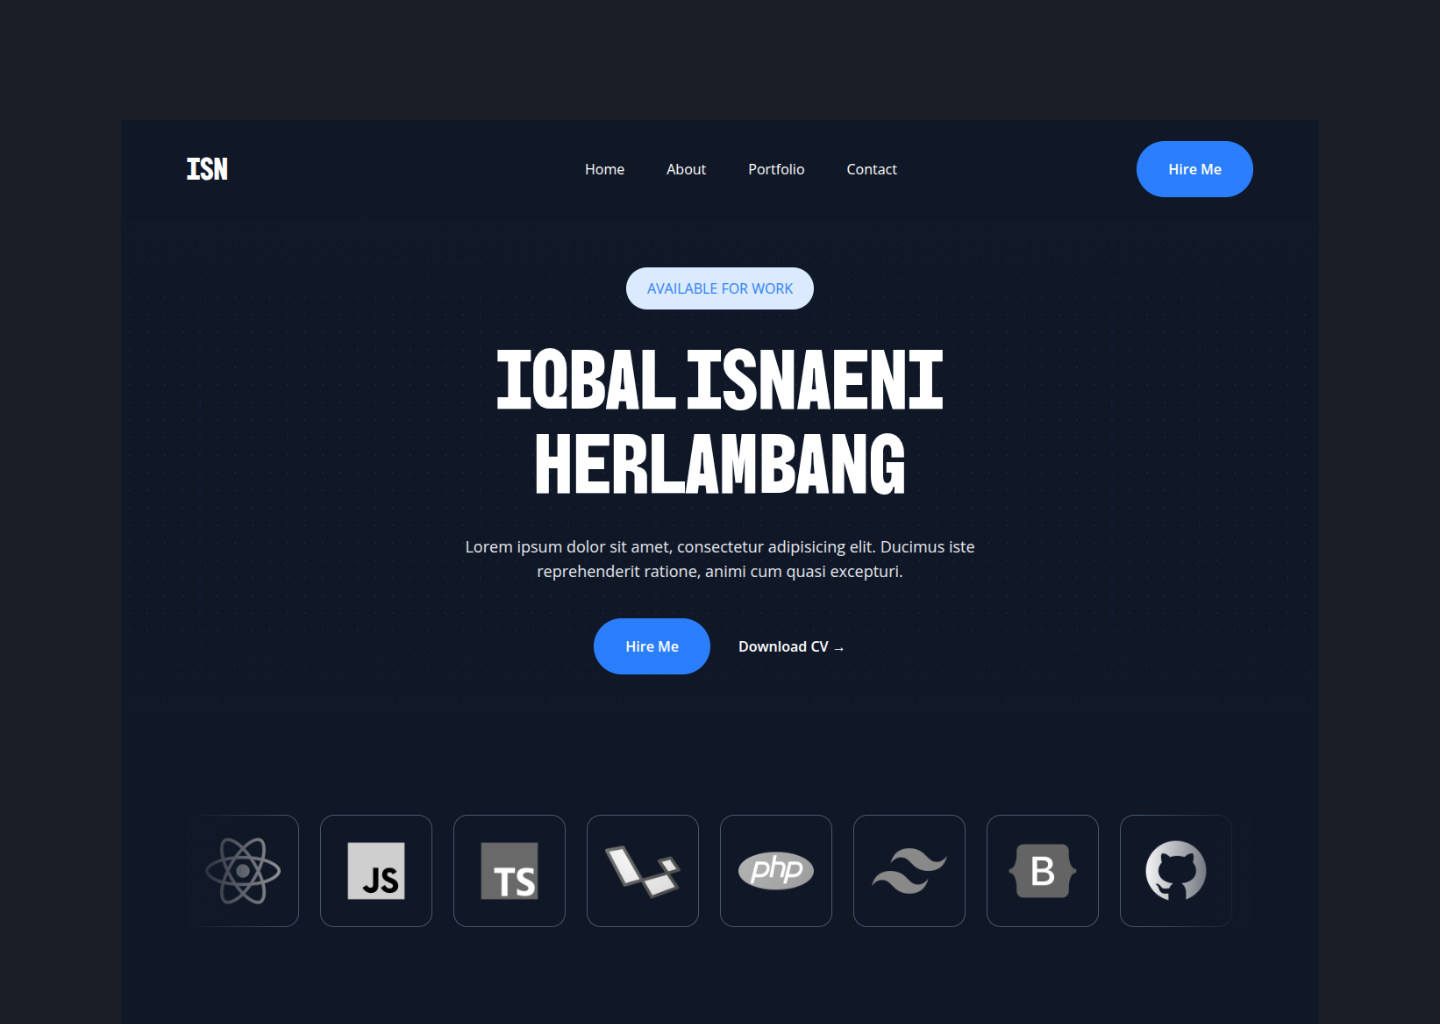 ISN
Home
About
Portfolio
Contact
Hire Me
AVAILABLE FOR WORK
IQBAL ISNAENI
HERLAMBANG
Lorem ipsum dolor sit amet, consectetur adipisicing elit. Ducimus iste
reprehenderit ratione, animi cum quasi excepturi.
Hire Me
Download CV →
JS
TS
php
B